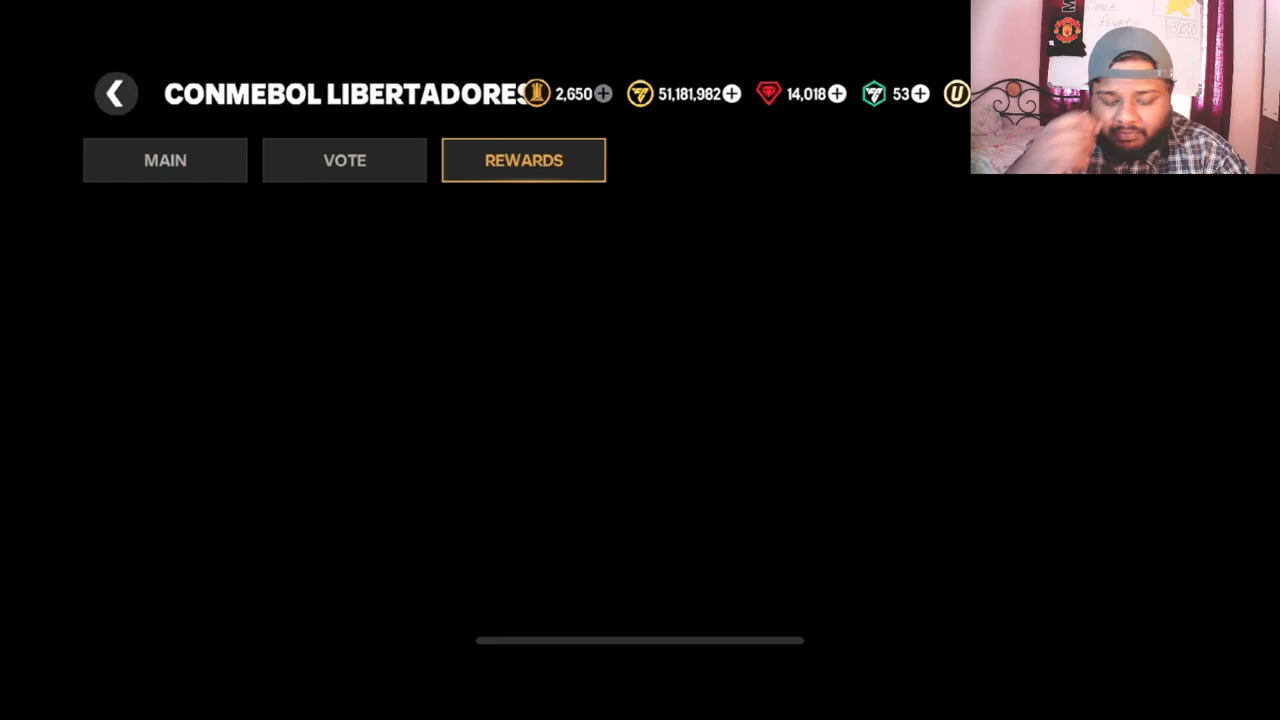 CONMEBOL LIBERTADORES 2,650 51,181,982 14,018 53
MAIN VOTE REWARDS